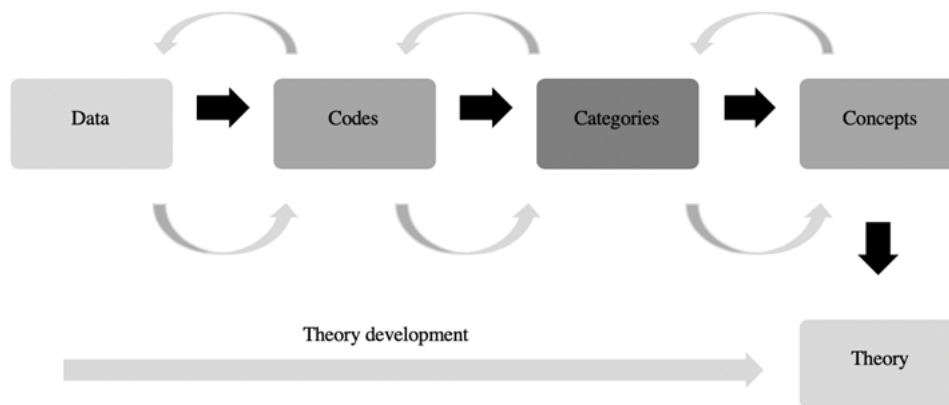 Data
Codes
Categories
Concepts
Theory development
Theory